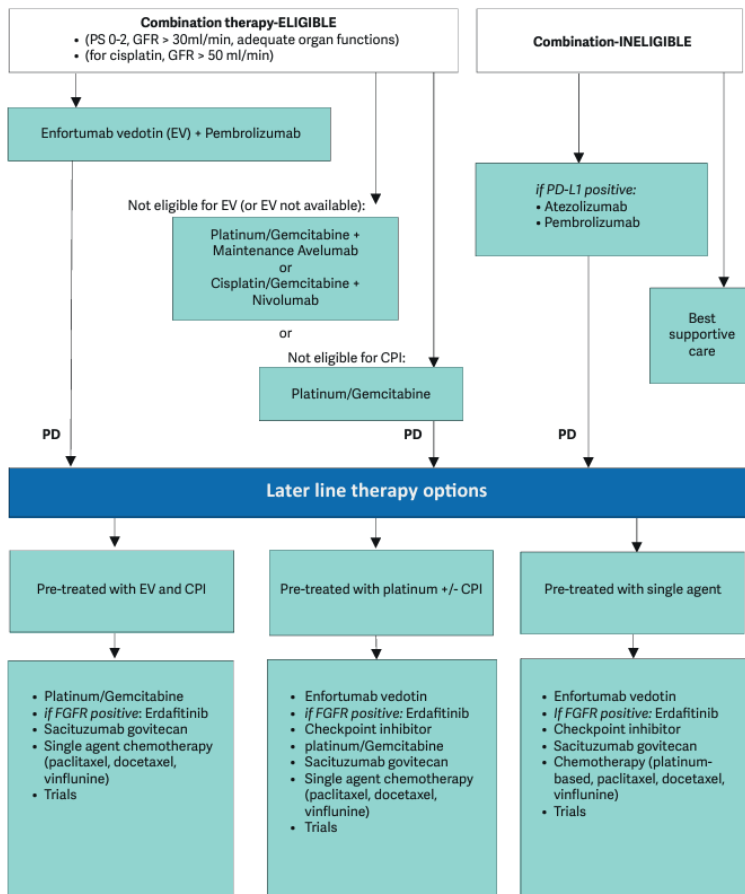 Combination therapy-ELIGIBLE
• (PS 0-2, GFR > 30ml/min, adequate organ functions)
• (for cisplatin, GFR > 50 ml/min)
Combination-INELIGIBLE
Enfortumab vedotin (EV) + Pembrolizumab
Not eligible for EV (or EV not available):
Platinum/Gemcitabine +
Maintenance Avelumab
or
Cisplatin/Gemcitabine +
Nivolumab
or
Not eligible for CPI:
Platinum/Gemcitabine
if PD-L1 positive:
• Atezolizumab
• Pembrolizumab
Best
supportive
care
PD
PD
PD
Later line therapy options
Pre-treated with EV and CPI
Pre-treated with platinum +/- CPI
Pre-treated with single agent
• Platinum/Gemcitabine
• if FGFR positive: Erdafitinib
• Sacituzumab govitecan
• Single agent chemotherapy
(paclitaxel, docetaxel,
vinflunine)
• Trials
• Enfortumab vedotin
• if FGFR positive: Erdafitinib
• Checkpoint inhibitor
• platinum/Gemcitabine
• Sacituzumab govitecan
• Single agent chemotherapy
(paclitaxel, docetaxel,
vinflunine)
• Trials
• Enfortumab vedotin
• If FGFR positive: Erdafitinib
• Checkpoint inhibitor
• Sacituzumab govitecan
• Chemotherapy (platinum-
based, paclitaxel, docetaxel,
vinflunine)
• Trials